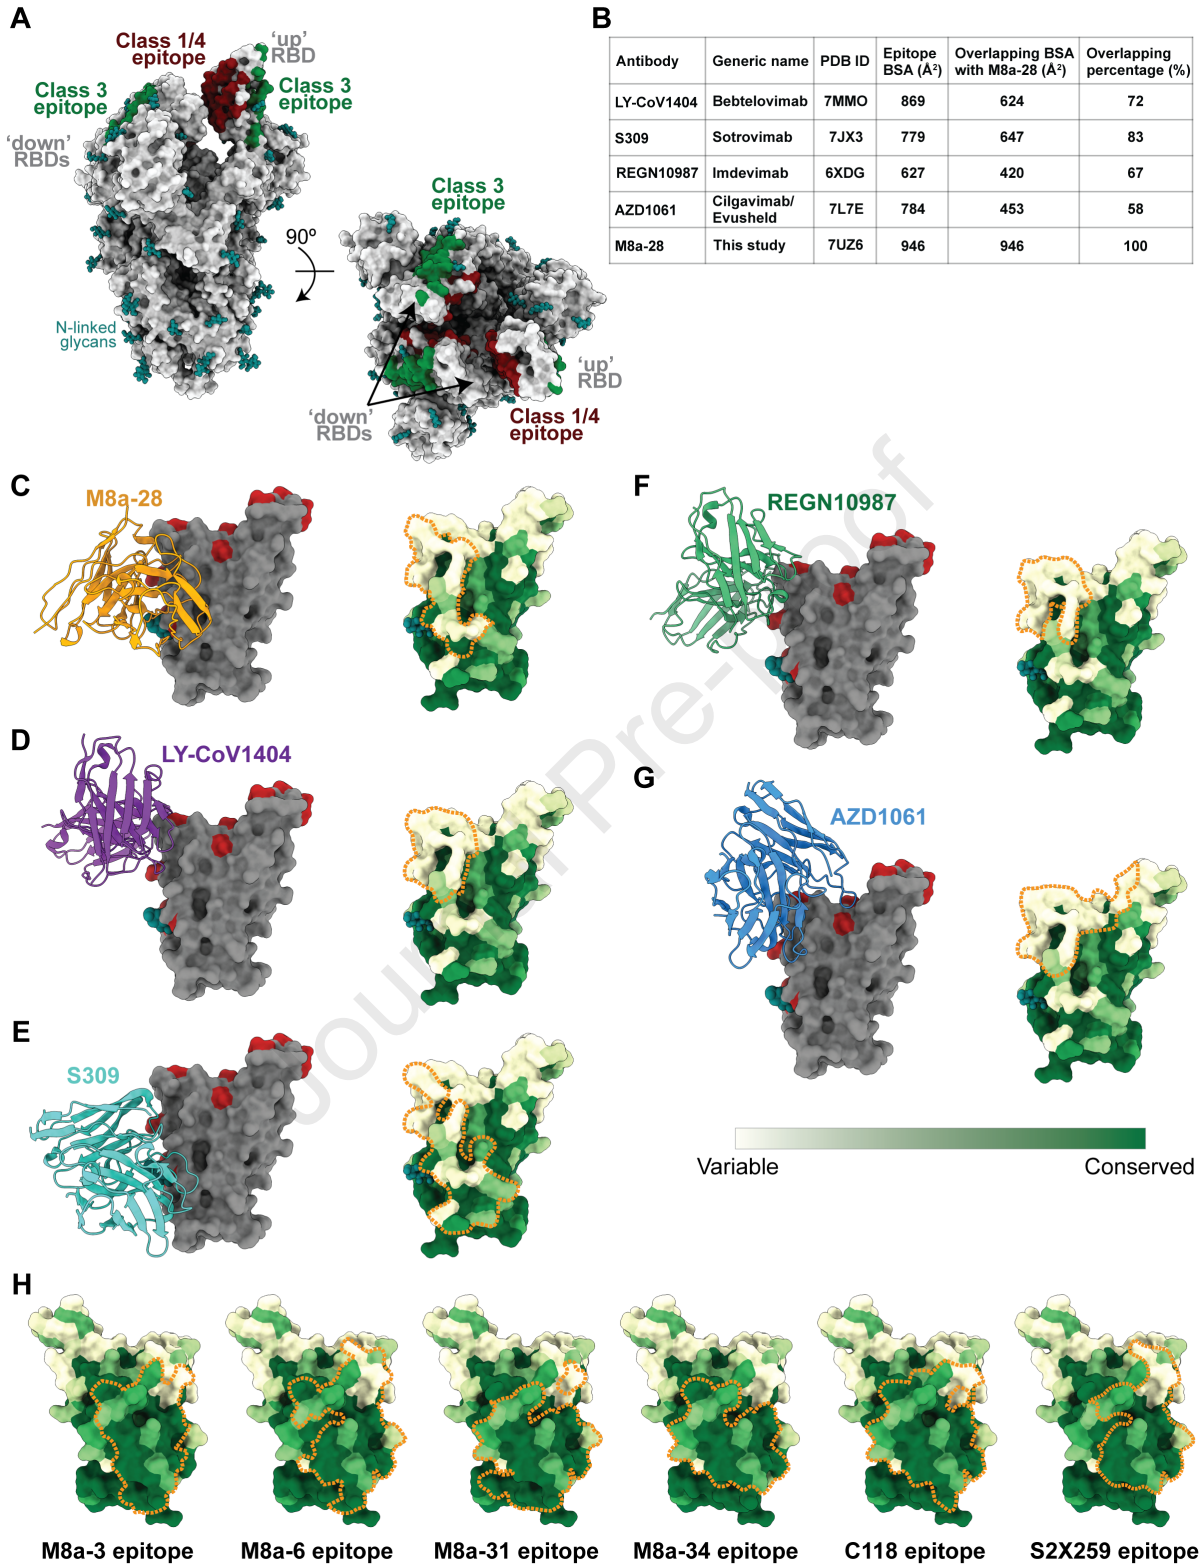 A
Class 1/4
epitope
'up'
RBD
Class 3
epitope
Class 3
epitope
'down'
RBDs
N-linked
glycans
90º
Class 3
epitope
'up'
RBD
'down'
RBDs
Class 1/4
epitope
B
Antibody Generic name PDB ID Epitope BSA (Å²) Overlapping BSA with M8a-28 (Å²) Overlapping percentage (%)
LY-CoV1404 Bebtelovimab 7MMO 869 624 72
S309 Sotrovimab 7JX3 779 647 83
REGN10987 Imdevimab 6XDG 627 420 67
AZD1061 Cilgavimab/ Evusheld 7L7E 784 453 58
M8a-28 This study 7UZ6 946 946 100
C
M8a-28
D
LY-CoV1404
E
S309
F
REGN10987
G
AZD1061
Variable
Conserved
H
M8a-3 epitope
M8a-6 epitope
M8a-31 epitope
M8a-34 epitope
C118 epitope
S2X259 epitope
Journal Pre-proof